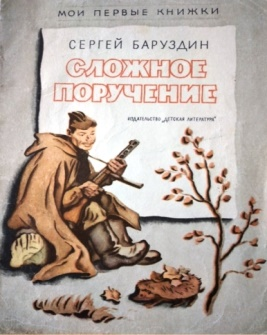 МОИ ПЕРВЫЕ КНИЖКИ
СЕРГЕЙ БАРУЗДИН
СЛОЖНОЕ
ПОРУЧЕНИЕ
ИЗДАТЕЛЬСТВО „ДЕТСКАЯ ЛИТЕРАТУРА"